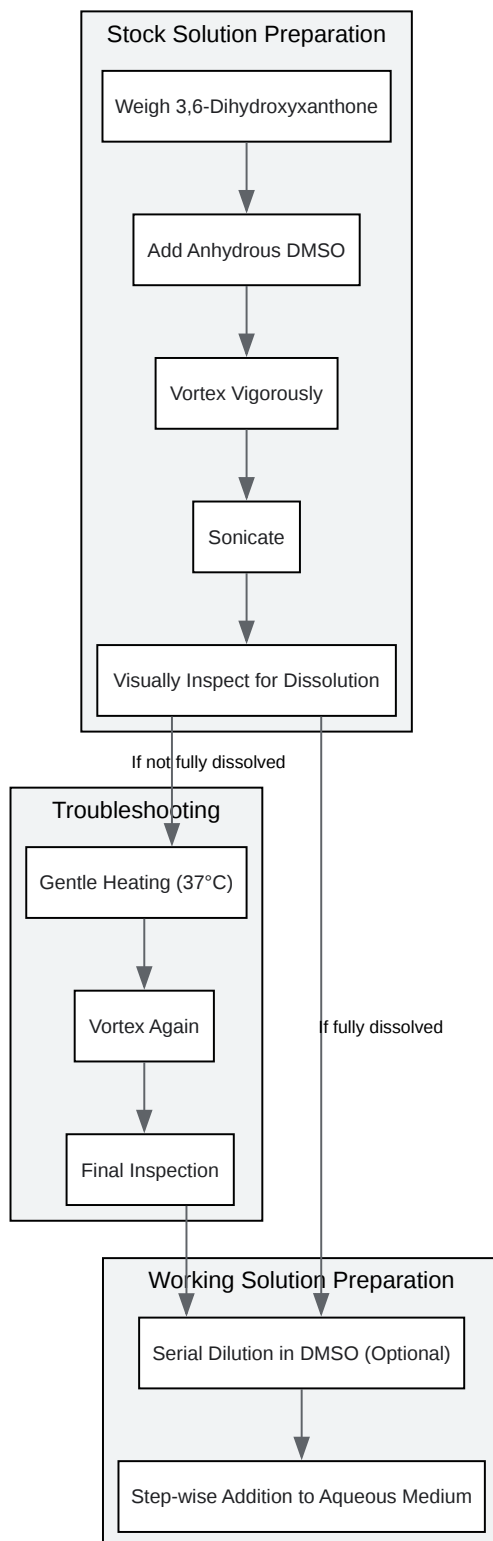 Stock Solution Preparation
Weigh 3,6-Dihydroxyxanthone
Add Anhydrous DMSO
Vortex Vigorously
Sonicate
Visually Inspect for Dissolution
If not fully dissolved
Troubleshooting
Gentle Heating (37°C)
Vortex Again
If fully dissolved
Final Inspection
Working Solution Preparation
Serial Dilution in DMSO (Optional)
Step-wise Addition to Aqueous Medium